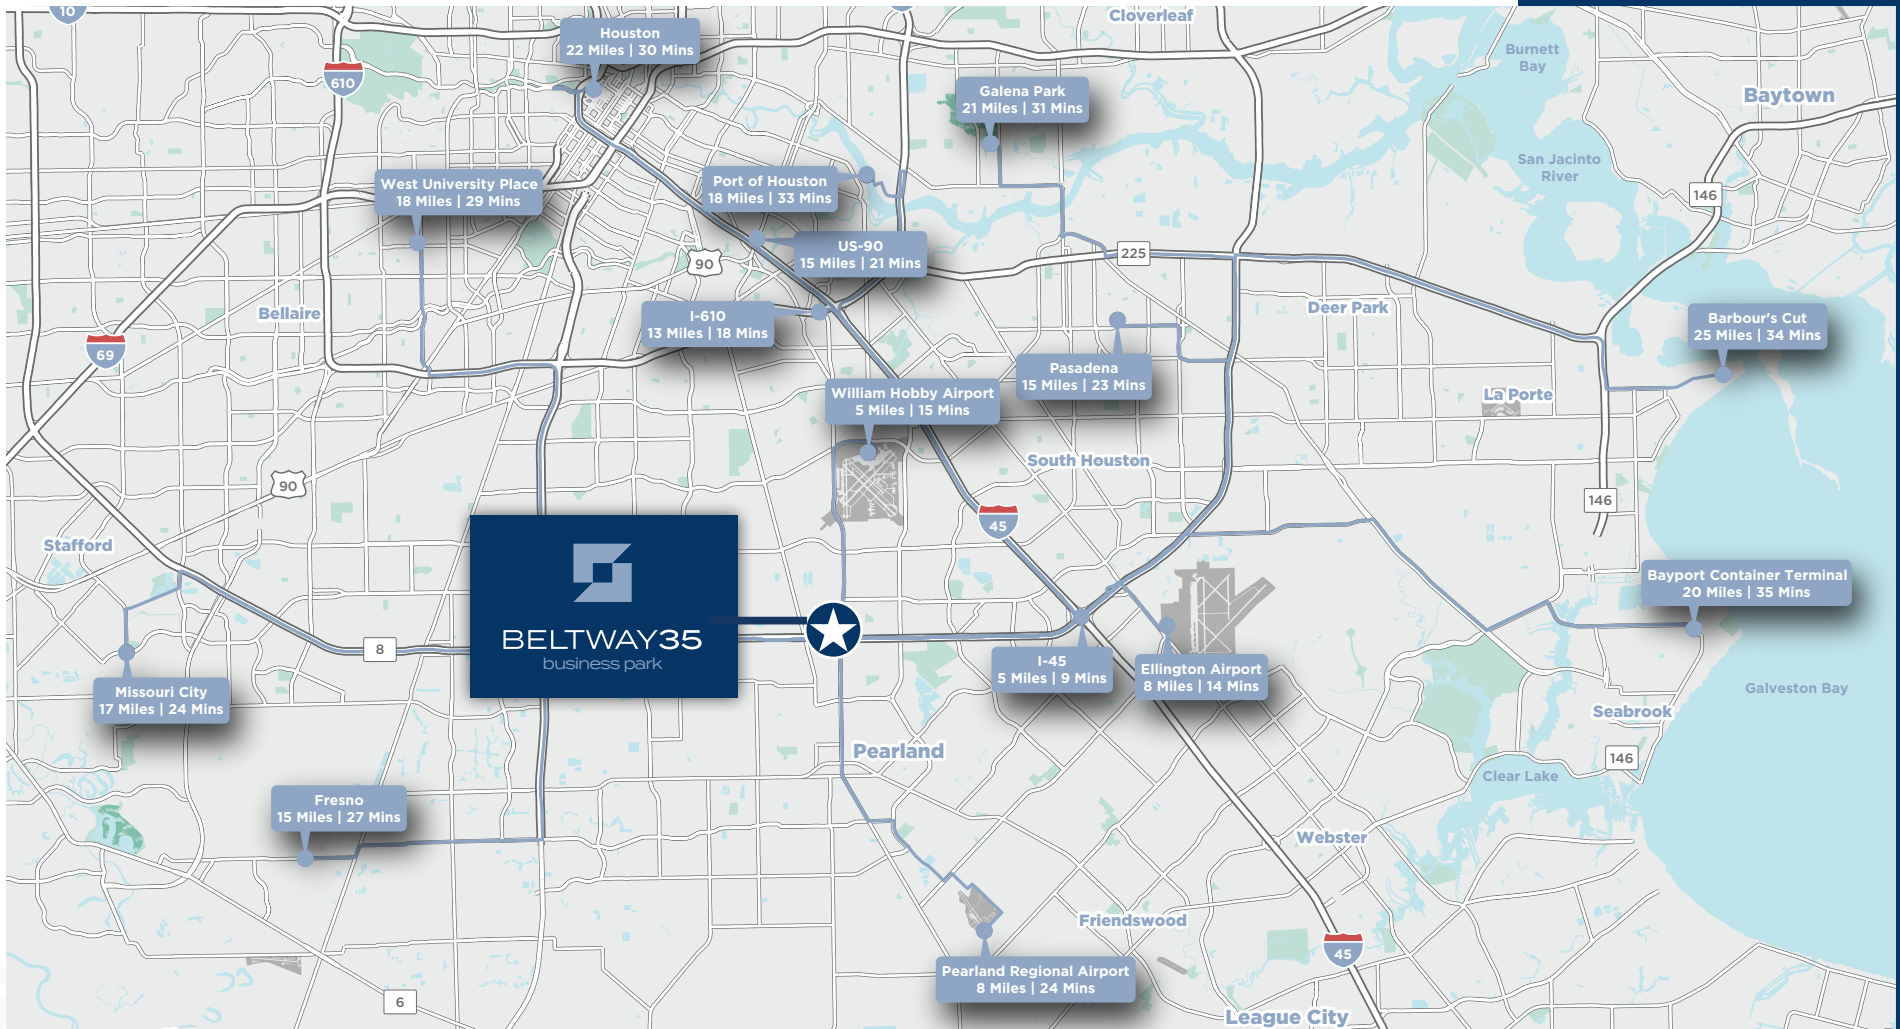 10
Cloverleaf
Houston
22 Miles | 30 Mins
Burnett
Bay
610
Galena Park
21 Miles | 31 Mins
Baytown
San Jacinto
River
West University Place
18 Miles | 29 Mins
Port of Houston
18 Miles | 33 Mins
146
US-90
15 Miles | 21 Mins
90
225
Bellaire
Deer Park
I-610
13 Miles | 18 Mins
Barbour's Cut
25 Miles | 34 Mins
69
Pasadena
15 Miles | 23 Mins
William Hobby Airport
5 Miles | 15 Mins
La Porte
South Houston
90
146
45
Stafford
Bayport Container Terminal
20 Miles | 35 Mins
BELTWAY35
business park
8
I-45
5 Miles | 9 Mins
Ellington Airport
8 Miles | 14 Mins
Missouri City
17 Miles | 24 Mins
Galveston Bay
Seabrook
Pearland
146
Clear Lake
Fresno
15 Miles | 27 Mins
Webster
Friendswood
45
Pearland Regional Airport
8 Miles | 24 Mins
6
League City